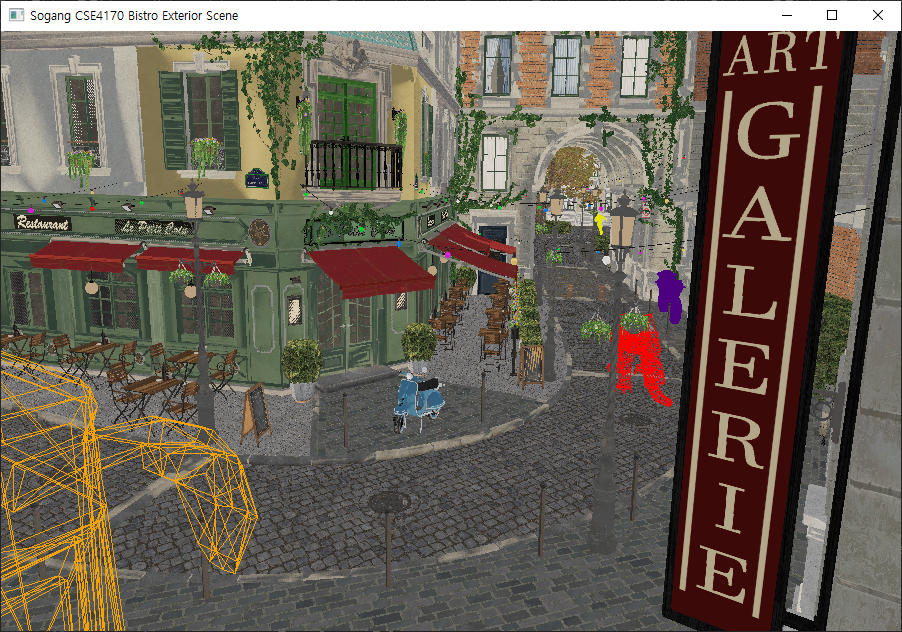 Sogang CSE4170 Bistro Exterior Scene
ART
GALERIE
Restaurant
Le Petit Coin